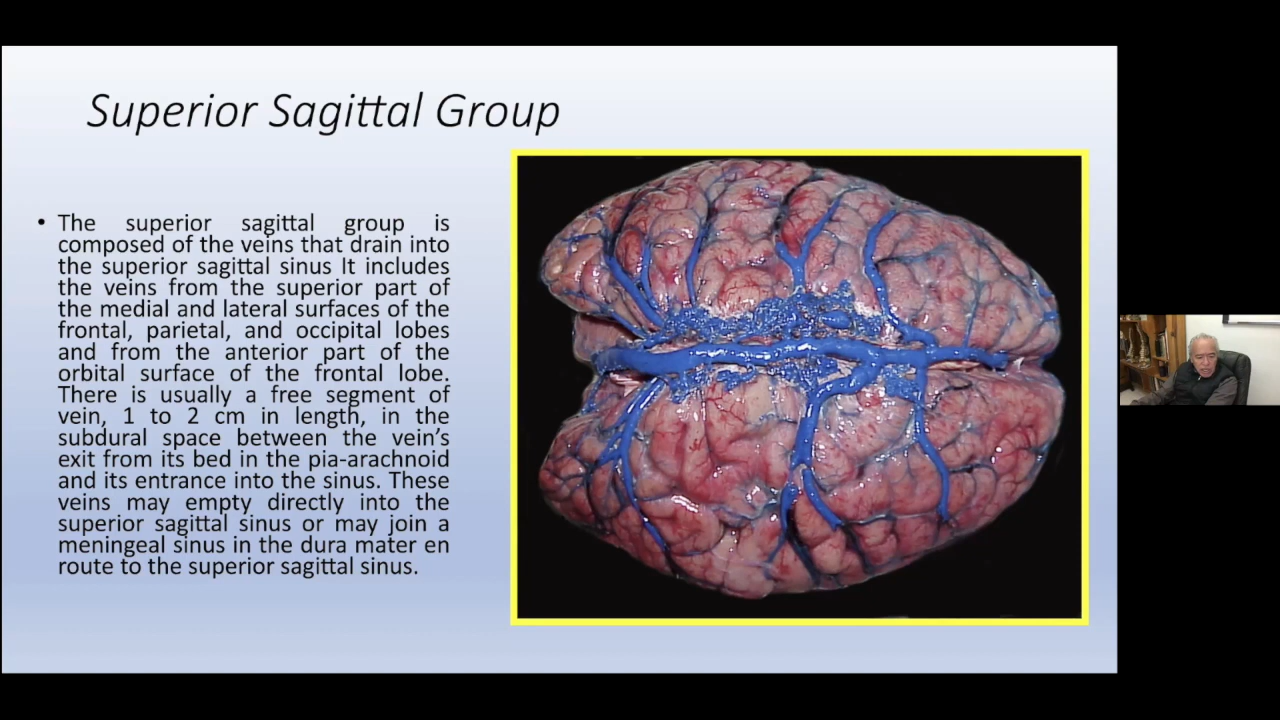 Superior Sagittal Group
• The superior sagittal group is
composed of the veins that drain into
the superior sagittal sinus It includes
the veins from the superior part of
the medial and lateral surfaces of the
frontal, parietal, and occipital lobes
and from the anterior part of the
orbital surface of the frontal lobe.
There is usually a free segment of
vein, 1 to 2 cm in length, in the
subdural space between the vein’s
exit from its bed in the pia-arachnoid
and its entrance into the sinus. These
veins may empty directly into the
superior sagittal sinus or may join a
meningeal sinus in the dura mater en
route to the superior sagittal sinus.